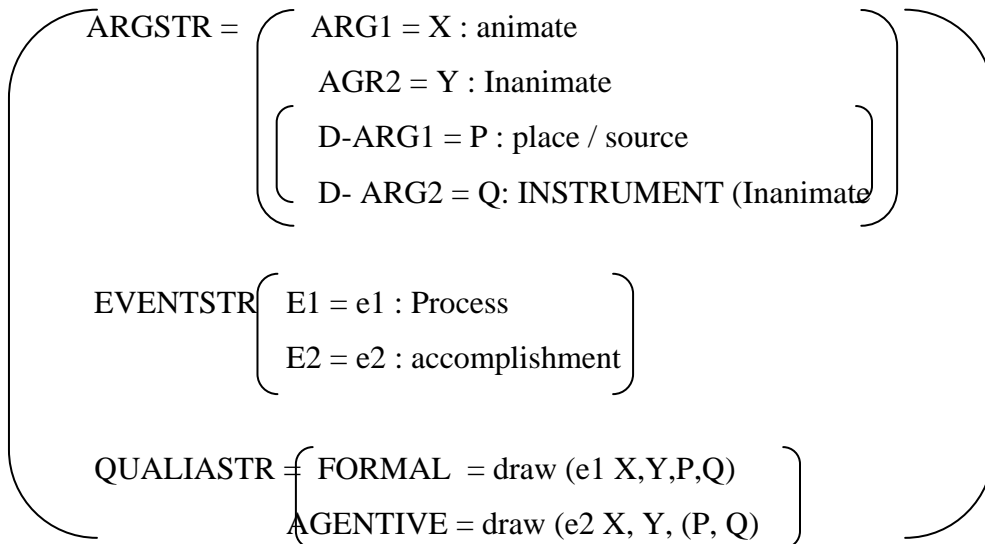 ARGSTR = ARG1 = X : animate
AGR2 = Y : Inanimate
D-ARG1 = P : place / source
D- ARG2 = Q: INSTRUMENT (Inanimate
EVENTSTR E1 = e1 : Process
E2 = e2 : accomplishment
QUALIASTR = FORMAL = draw (e1 X,Y,P,Q)
AGENTIVE = draw (e2 X, Y, (P, Q)